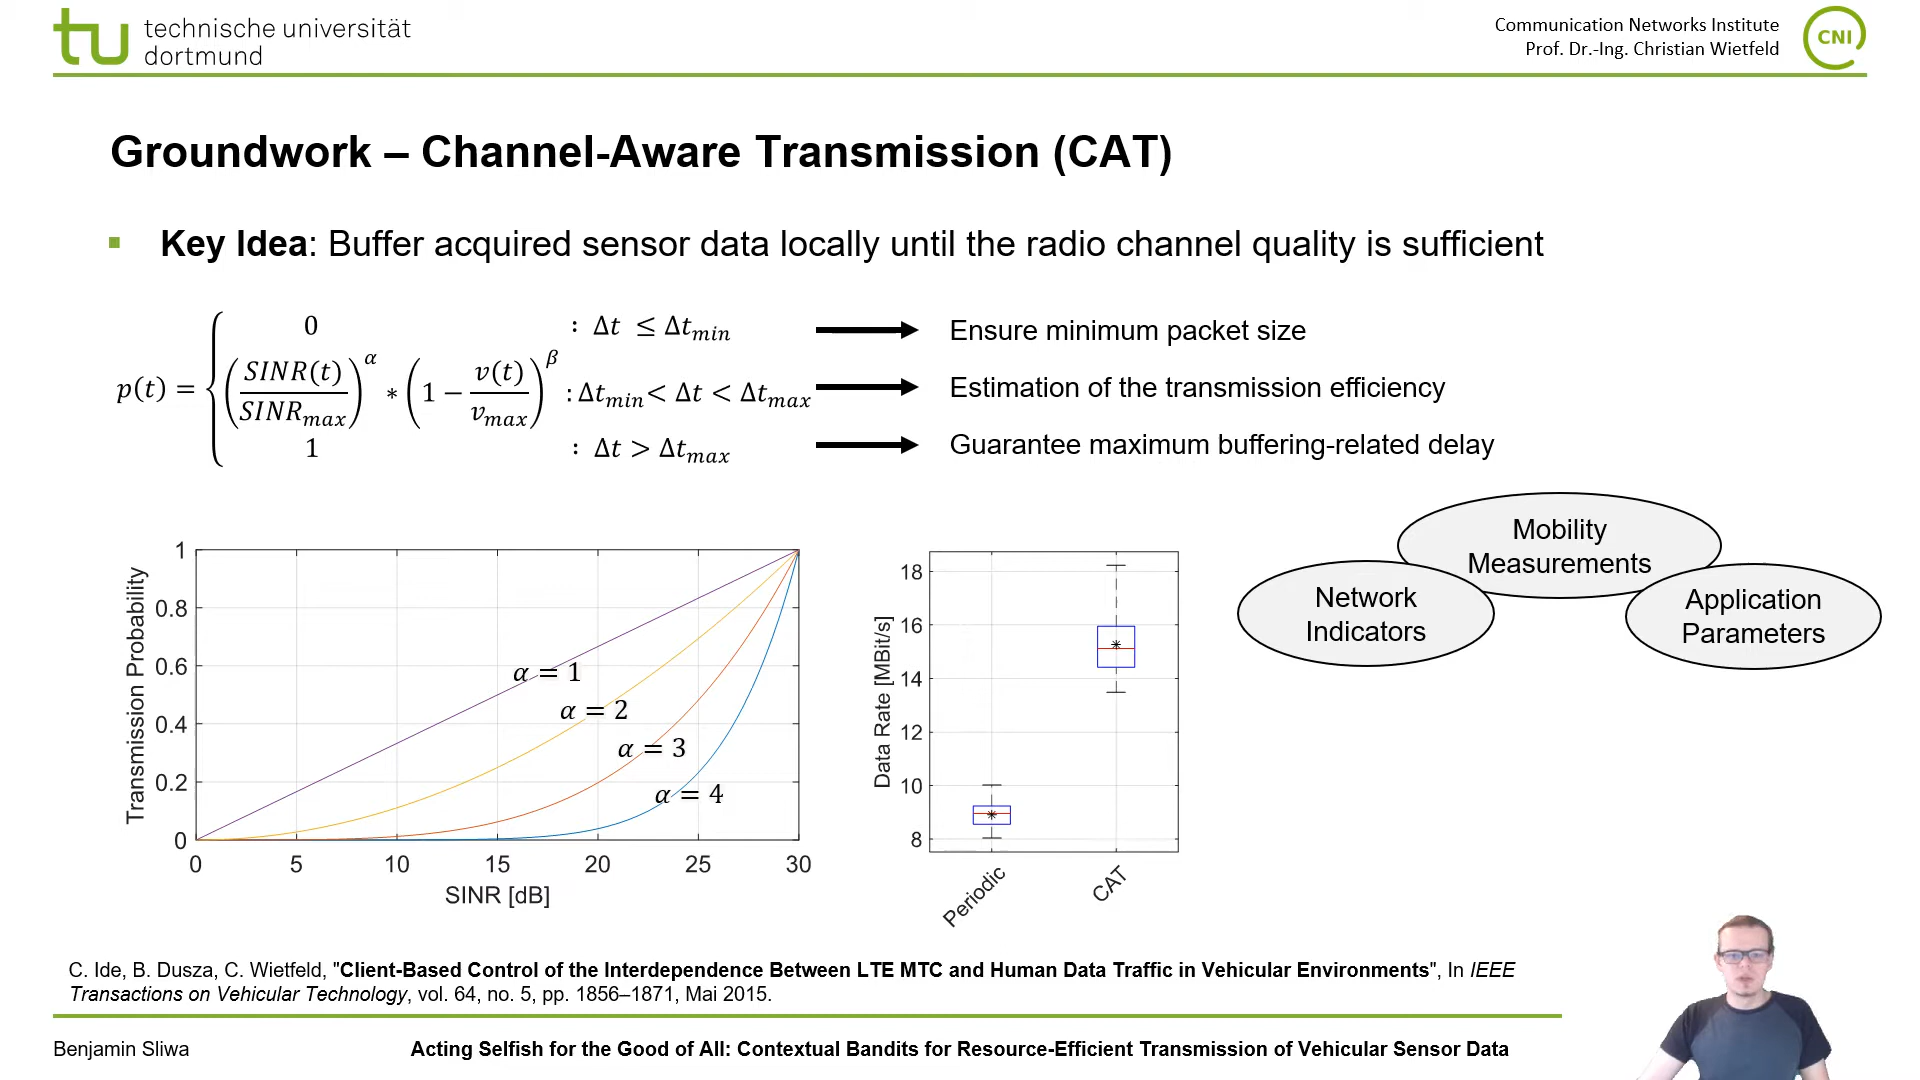 technische universität
dortmund
Communication Networks Institute
Prof. Dr.-Ing. Christian Wietfeld
CNI
Groundwork – Channel-Aware Transmission (CAT)
▪ Key Idea: Buffer acquired sensor data locally until the radio channel quality is sufficient
0 : Δt ≤ Δt_min
p(t) = { (SINR(t)/SINR_max)^α * (1 − v(t)/v_max)^β : Δt_min < Δt < Δt_max
1 : Δt > Δt_max
Ensure minimum packet size
Estimation of the transmission efficiency
Guarantee maximum buffering-related delay
Transmission Probability
1
0.8
0.6
0.4
0.2
0
α = 1
α = 2
α = 3
α = 4
0 5 10 15 20 25 30
SINR [dB]
Data Rate [MBit/s]
18
16
14
12
10
8
Periodic
CAT
Mobility
Measurements
Network
Indicators
Application
Parameters
C. Ide, B. Dusza, C. Wietfeld, "Client-Based Control of the Interdependence Between LTE MTC and Human Data Traffic in Vehicular Environments", In IEEE
Transactions on Vehicular Technology, vol. 64, no. 5, pp. 1856–1871, Mai 2015.
Benjamin Sliwa
Acting Selfish for the Good of All: Contextual Bandits for Resource-Efficient Transmission of Vehicular Sensor Data